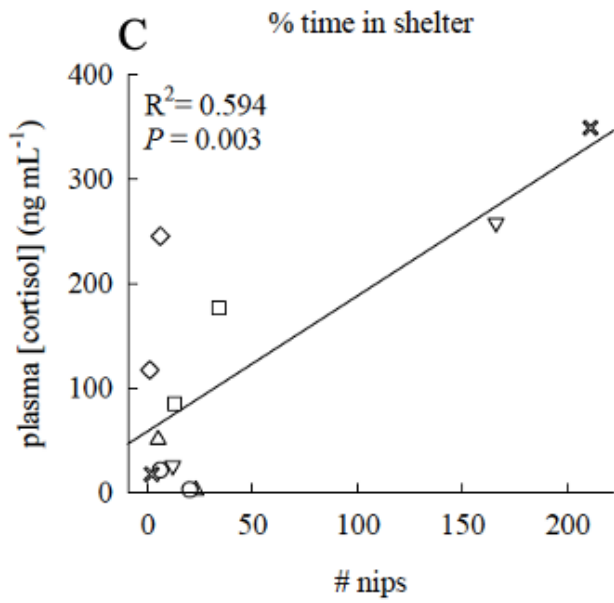 % time in shelter
C
R²= 0.594
P = 0.003
400
300
200
100
0
plasma [cortisol] (ng mL⁻¹)
0 50 100 150 200
# nips